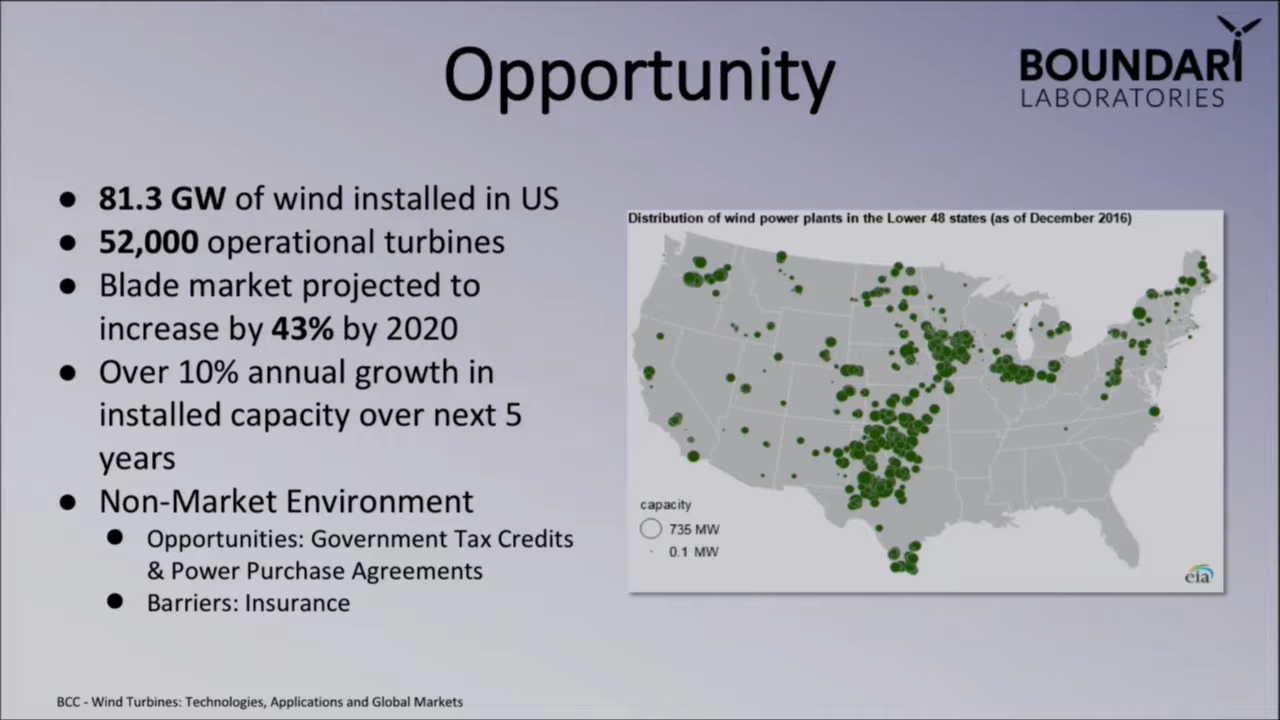 Opportunity
BOUNDARY
LABORATORIES
● 81.3 GW of wind installed in US
● 52,000 operational turbines
● Blade market projected to
increase by 43% by 2020
● Over 10% annual growth in
installed capacity over next 5
years
● Non-Market Environment
● Opportunities: Government Tax Credits
& Power Purchase Agreements
● Barriers: Insurance
Distribution of wind power plants in the Lower 48 states (as of December 2016)
capacity
735 MW
0.1 MW
eia
BCC - Wind Turbines: Technologies, Applications and Global Markets